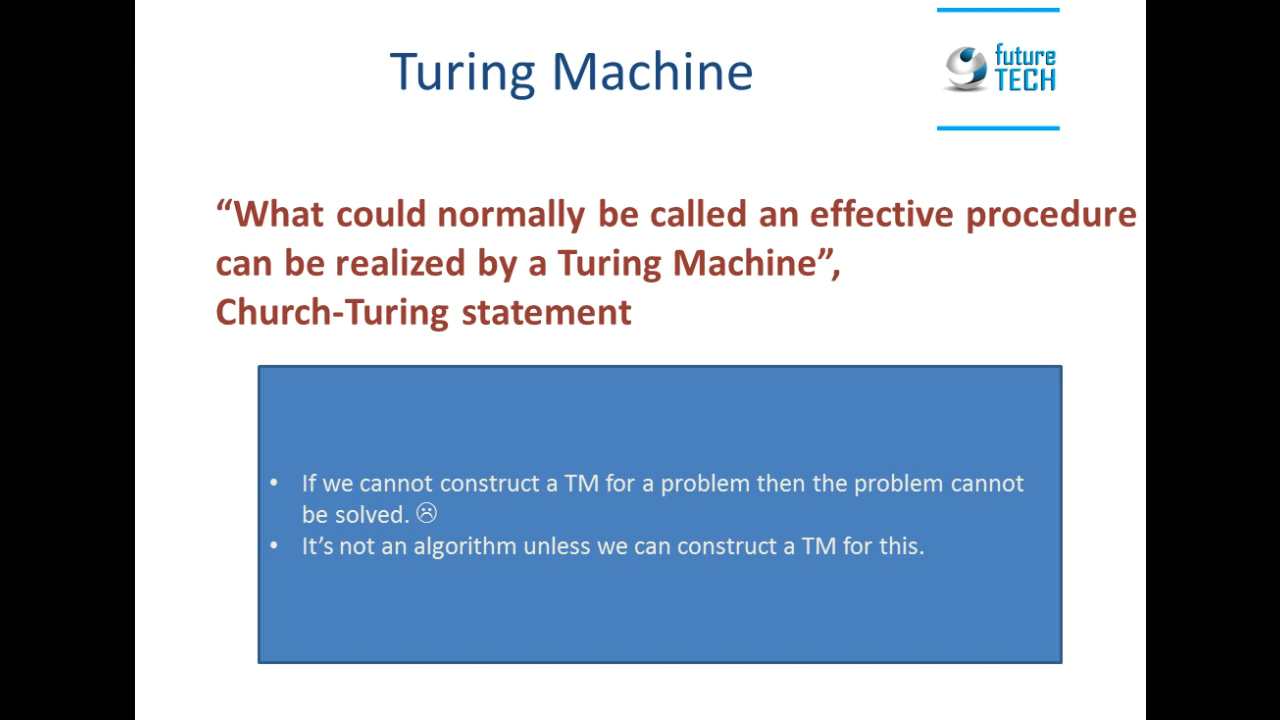 Turing Machine
future
TECH
“What could normally be called an effective procedure
can be realized by a Turing Machine”,
Church-Turing statement
• If we cannot construct a TM for a problem then the problem cannot
be solved. ☹
• It’s not an algorithm unless we can construct a TM for this.